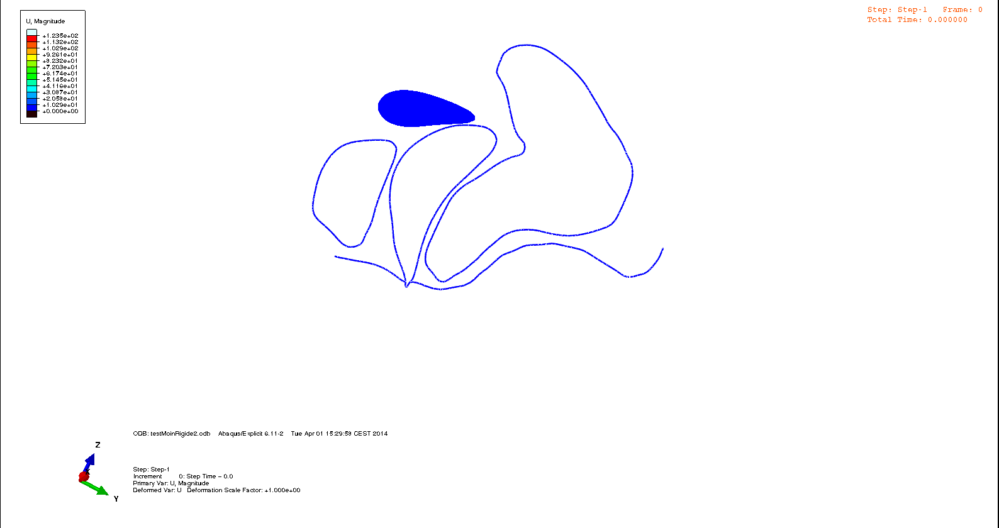 Step: Step-1 Frame: 0
Total Time: 0.000000
U, Magnitude
+1.235e+02
+1.132e+02
+1.029e+02
+9.261e+01
+8.232e+01
+7.203e+01
+6.174e+01
+5.145e+01
+4.116e+01
+3.087e+01
+2.058e+01
+1.029e+01
+0.000e+00
ODB: testMoinRigide2.odb Abaqus/Explicit 6.11-2 Tue Apr 01 15:29:58 CEST 2014
Z
X
Y
Step: Step-1
Increment 0: Step Time = 0.0
Primary Var: U, Magnitude
Deformed Var: U Deformation Scale Factor: +1.000e+00